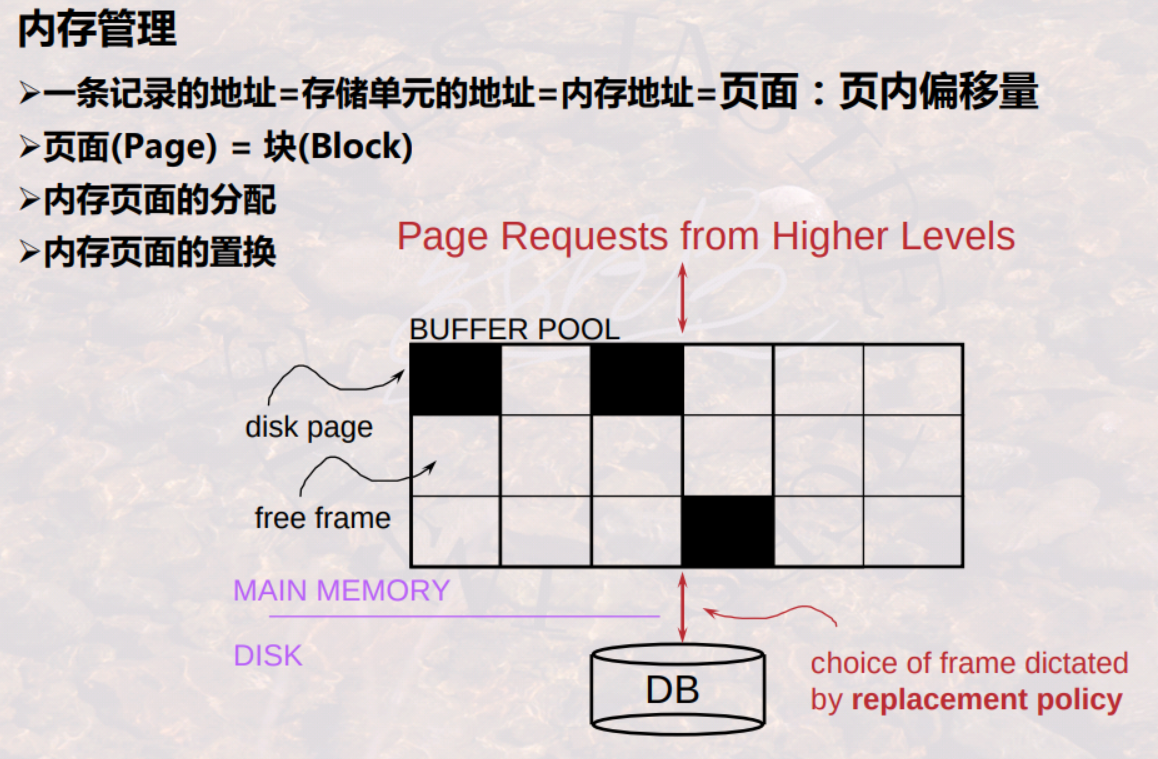 内存管理
➢一条记录的地址=存储单元的地址=内存地址=页面：页内偏移量
➢页面(Page) = 块(Block)
➢内存页面的分配
➢内存页面的置换
Page Requests from Higher Levels
BUFFER POOL
disk page
free frame
MAIN MEMORY
DISK
DB
choice of frame dictated
by replacement policy